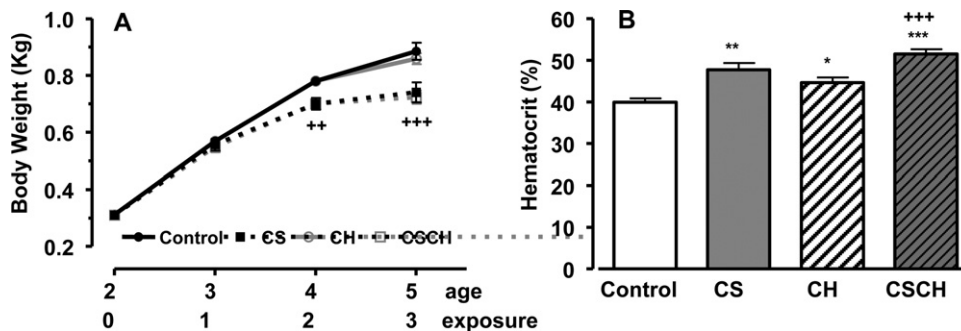 A
Body Weight (Kg)
1.0
0.8
0.6
0.4
0.2
++
+++
Control CS CH CSCH
2 3 4 5 age
0 1 2 3 exposure
B
Hematocrit (%)
60
50
40
30
20
10
0
**
*
+++
***
Control CS CH CSCH